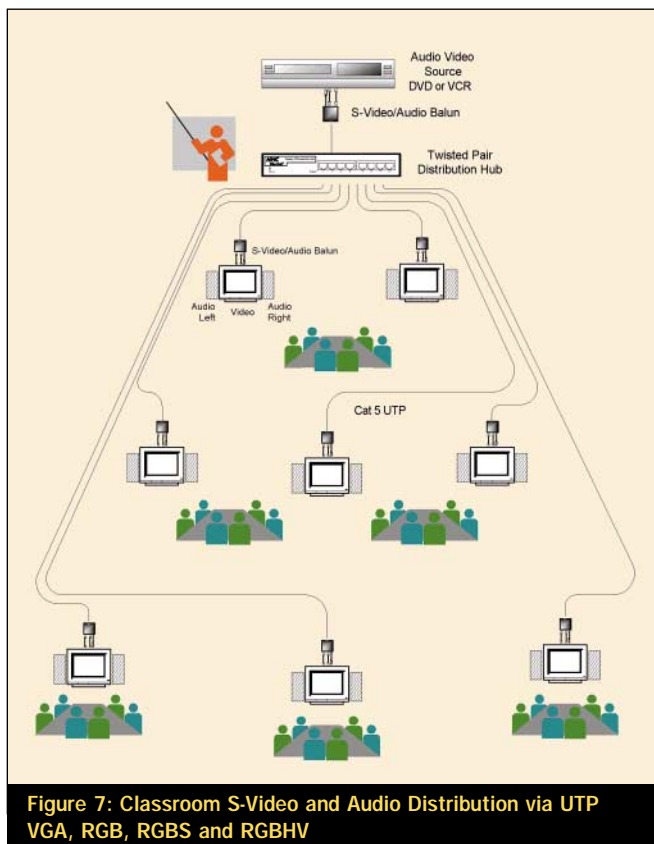 Audio Video
Source
DVD or VCR
S-Video/Audio Balun
Twisted Pair
Distribution Hub
S-Video/Audio Balun
Audio
Left
Video
Audio
Right
Cat 5 UTP
Figure 7: Classroom S-Video and Audio Distribution via UTP
VGA, RGB, RGBS and RGBHV